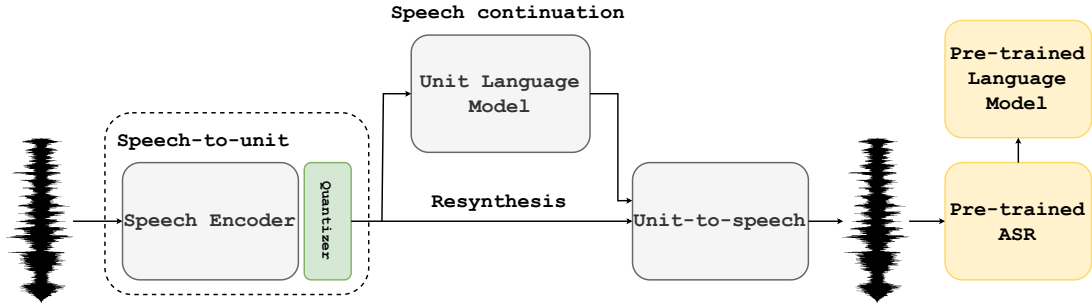 Speech continuation
Unit Language
Model
Pre-trained
Language
Model
Speech-to-unit
Speech Encoder
Quantizer
Resynthesis
Unit-to-speech
Pre-trained
ASR